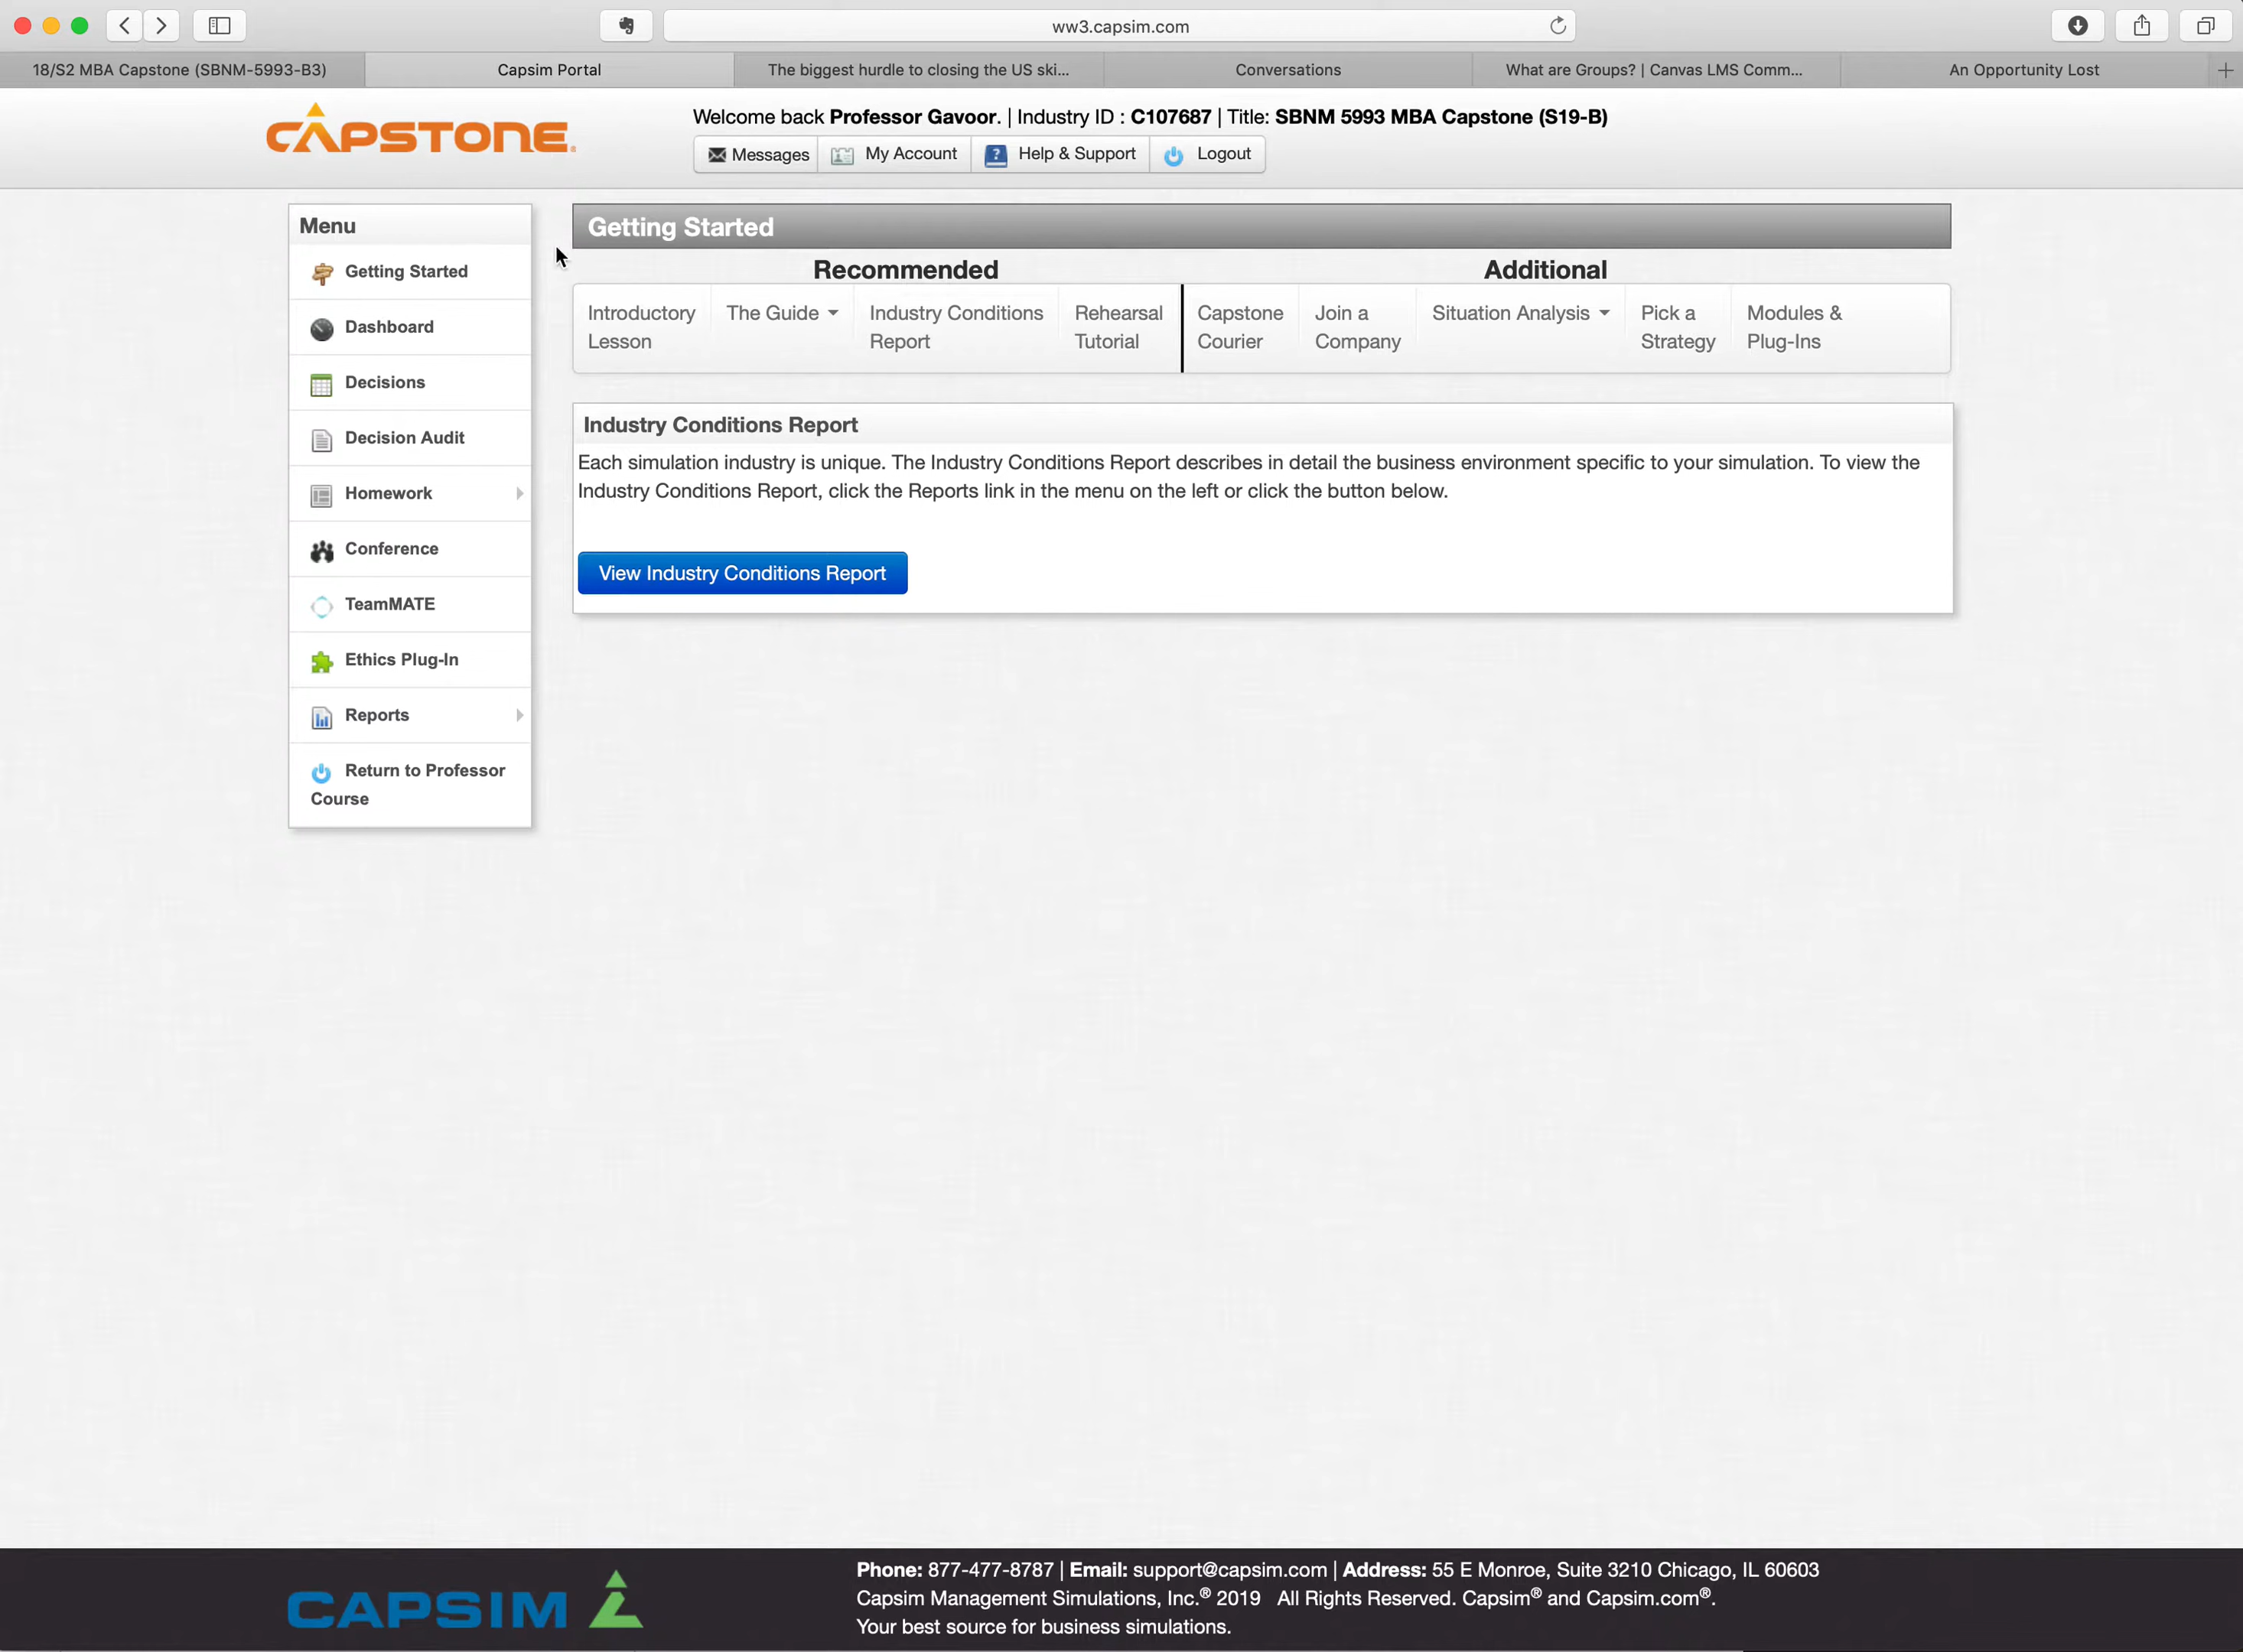 ww3.capsim.com
18/S2 MBA Capstone (SBNM-5993-B3)
Capsim Portal
The biggest hurdle to closing the US ski...
Conversations
What are Groups? | Canvas LMS Comm...
An Opportunity Lost
CAPSTONE
Welcome back Professor Gavoor. | Industry ID : C107687 | Title: SBNM 5993 MBA Capstone (S19-B)
Messages
My Account
Help & Support
Logout
Menu
Getting Started
Dashboard
Decisions
Decision Audit
Homework
Conference
TeamMATE
Ethics Plug-In
Reports
Return to Professor
Course
Getting Started
Recommended
Additional
Introductory
Lesson
The Guide
Industry Conditions
Report
Rehearsal
Tutorial
Capstone
Courier
Join a
Company
Situation Analysis
Pick a
Strategy
Modules &
Plug-Ins
Industry Conditions Report
Each simulation industry is unique. The Industry Conditions Report describes in detail the business environment specific to your simulation. To view the
Industry Conditions Report, click the Reports link in the menu on the left or click the button below.
View Industry Conditions Report
CAPSIM
Phone: 877-477-8787 | Email: support@capsim.com | Address: 55 E Monroe, Suite 3210 Chicago, IL 60603
Capsim Management Simulations, Inc.® 2019 All Rights Reserved. Capsim® and Capsim.com®.
Your best source for business simulations.